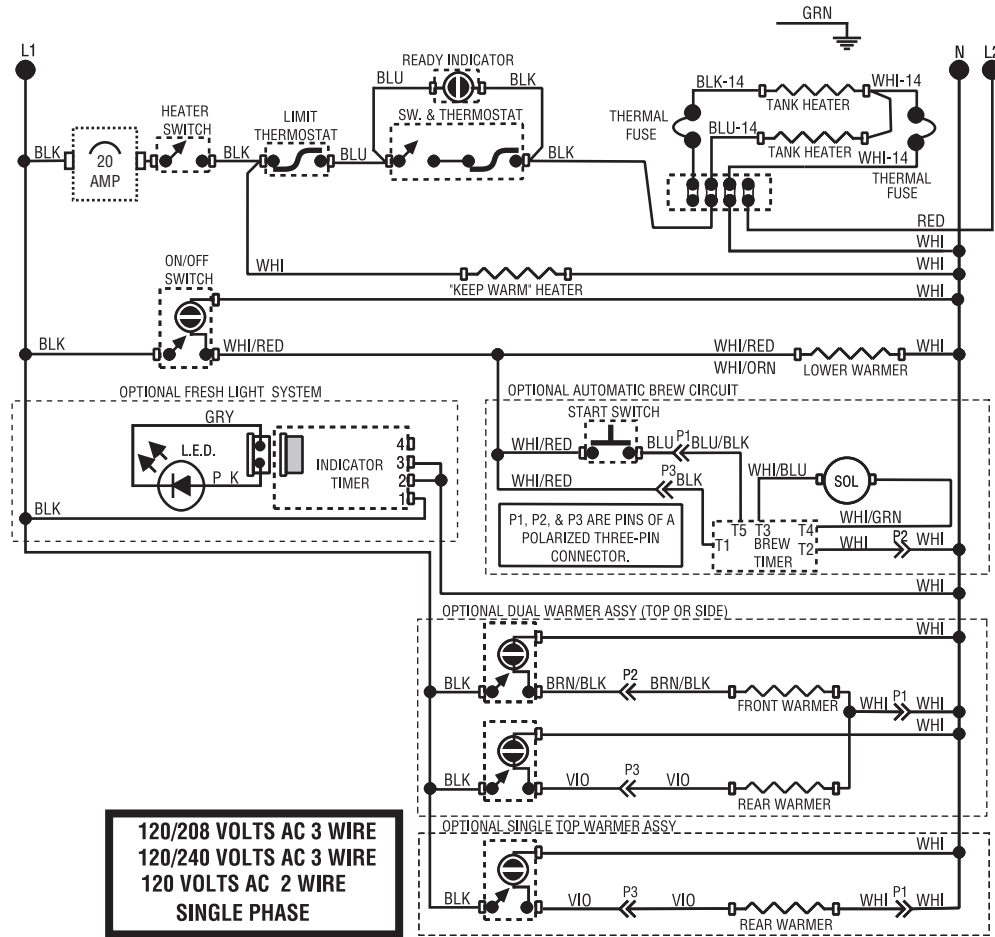 GRN
L1
N
L2
READY INDICATOR
BLU
BLK
SW. & THERMOSTAT
HEATER
SWITCH
LIMIT
THERMOSTAT
BLK
20
AMP
BLK
BLU
BLK
BLK-14
WHI-14
TANK HEATER
THERMAL
FUSE
BLU-14
TANK HEATER
WHI-14
THERMAL
FUSE
RED
WHI
WHI
WHI
"KEEP WARM" HEATER
ON/OFF
SWITCH
WHI
BLK
WHI/RED
WHI/RED
WHI/ORN
LOWER WARMER
WHI
OPTIONAL FRESH LIGHT SYSTEM
GRY
L.E.D.
P K
INDICATOR
TIMER
4
3
2
1
BLK
OPTIONAL AUTOMATIC BREW CIRCUIT
START SWITCH
WHI/RED
BLU
P1
BLU/BLK
WHI/RED
P3
BLK
WHI/BLU
SOL
WHI/GRN
P1, P2, & P3 ARE PINS OF A
POLARIZED THREE-PIN
CONNECTOR.
T1
T5
T3
T4
BREW
TIMER
T2
WHI
P2
WHI
WHI
OPTIONAL DUAL WARMER ASSY (TOP OR SIDE)
WHI
BLK
BRN/BLK
P2
BRN/BLK
FRONT WARMER
WHI
P1
WHI
WHI
BLK
VIO
P3
VIO
REAR WARMER
OPTIONAL SINGLE TOP WARMER ASSY
WHI
BLK
VIO
P3
VIO
REAR WARMER
WHI
P1
WHI
120/208 VOLTS AC 3 WIRE
120/240 VOLTS AC 3 WIRE
120 VOLTS AC 2 WIRE
SINGLE PHASE